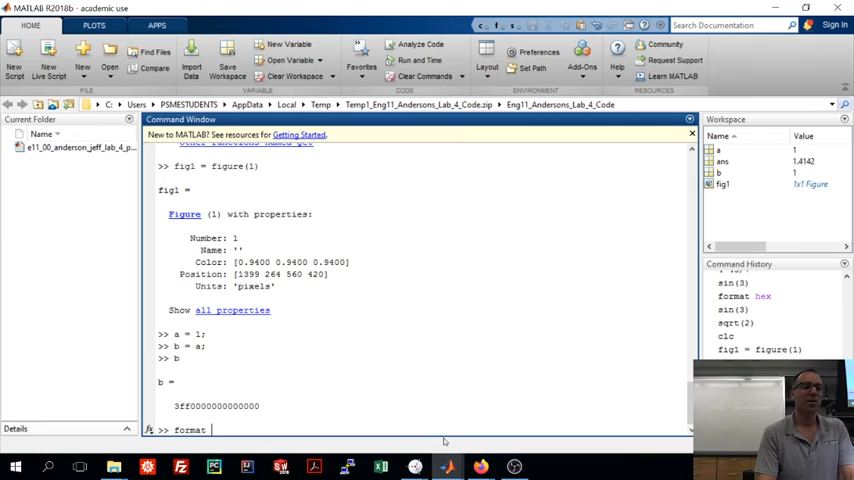 MATLAB R2018b - academic use
HOME PLOTS APPS
Search Documentation Sign In
New Script
New Live Script
New
Open
Find Files
Compare
Import Data
Save Workspace
New Variable
Open Variable
Clear Workspace
Favorites
Analyze Code
Run and Time
Clear Commands
Layout
Preferences
Set Path
Add-Ons
Help
Community
Request Support
Learn MATLAB
FILE VARIABLE CODE ENVIRONMENT RESOURCES
C: Users PSMESTUDENTS AppData Local Temp Temp1_Eng11_Andersons_Lab_4_Code.zip Eng11_Andersons_Lab_4_Code
Current Folder
Name
e11_00_anderson_jeff_lab_4_p...
Details
Command Window
New to MATLAB? See resources for Getting Started.
Other functions named get
>> fig1 = figure(1)
fig1 =
Figure (1) with properties:
Number: 1
Name: ''
Color: [0.9400 0.9400 0.9400]
Position: [1399 264 560 420]
Units: 'pixels'
Show all properties
>> a = 1;
>> b = a;
>> b
b =
3ff0000000000000
fx >> format
Workspace
Name Value
a 1
ans 1.4142
b 1
fig1 1x1 Figure
Command History
sin(3)
format hex
sin(3)
sqrt(2)
clc
fig1 = figure(1)